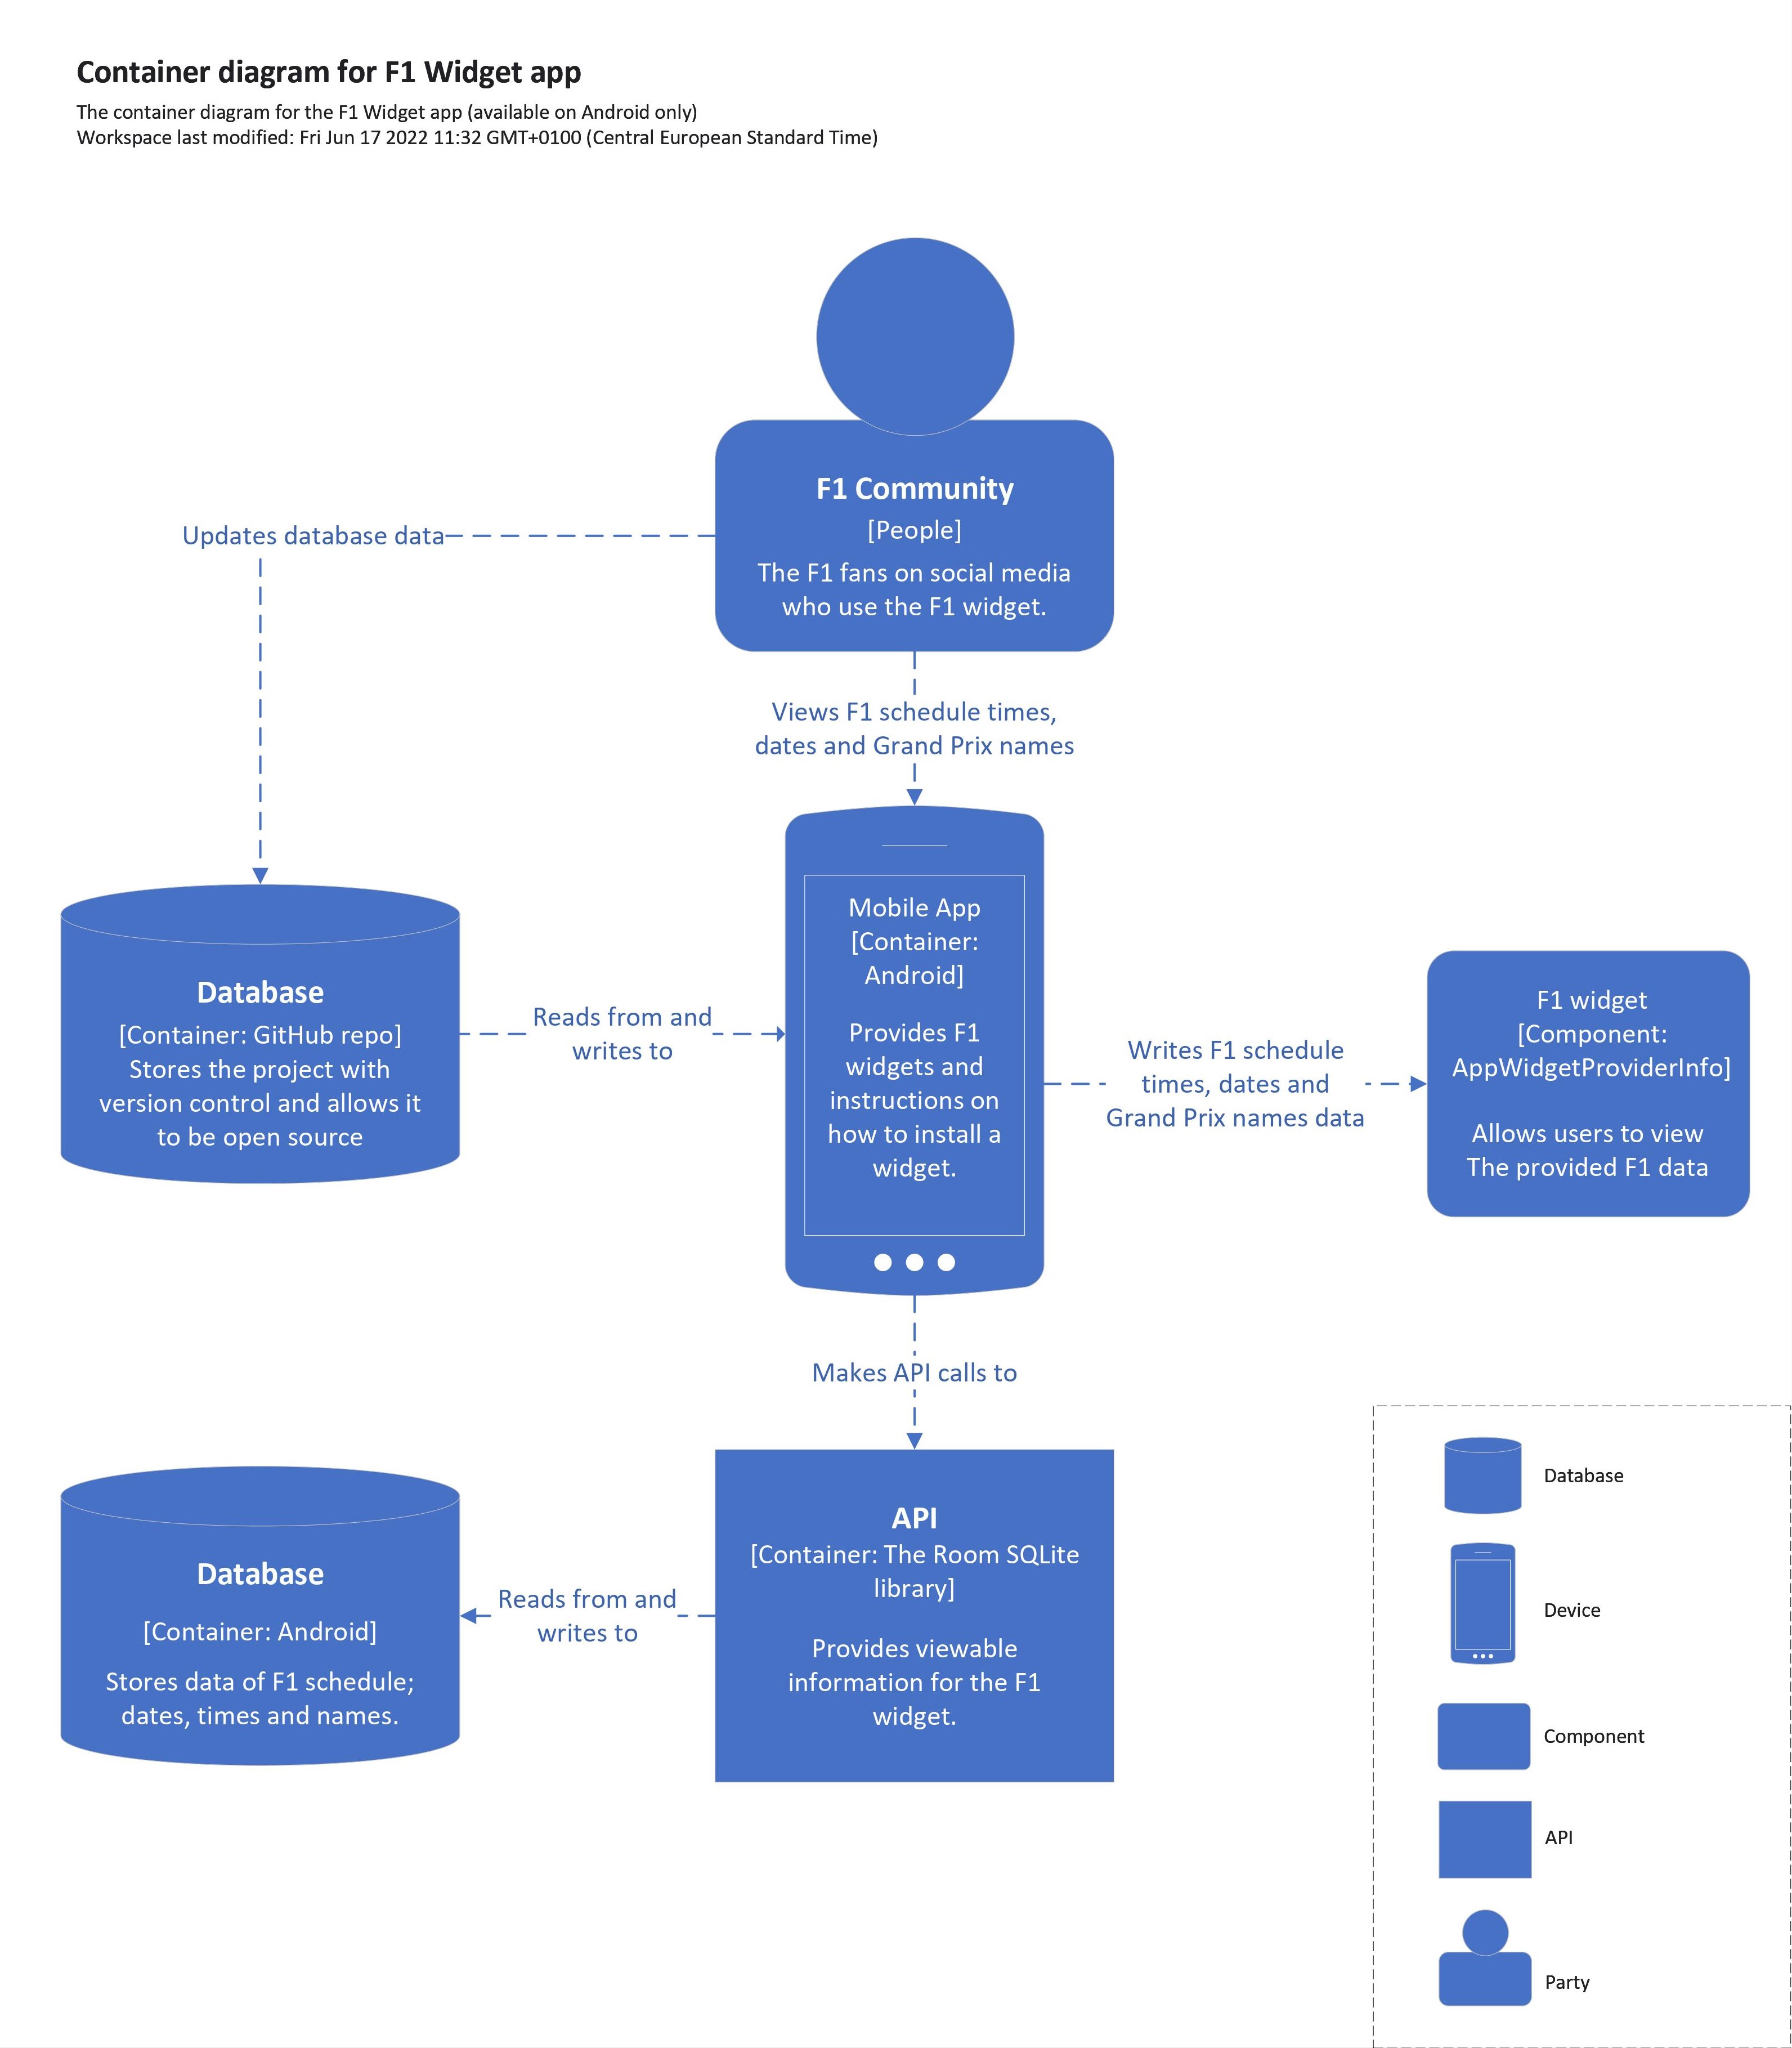 Container diagram for F1 Widget app
The container diagram for the F1 Widget app (available on Android only)
Workspace last modified: Fri Jun 17 2022 11:32 GMT+0100 (Central European Standard Time)
F1 Community
[People]
The F1 fans on social media
who use the F1 widget.
Updates database data
Views F1 schedule times,
dates and Grand Prix names
Database
[Container: GitHub repo]
Stores the project with
version control and allows it
to be open source
Reads from and
writes to
Mobile App
[Container:
Android]
Provides F1
widgets and
instructions on
how to install a
widget.
Writes F1 schedule
times, dates and
Grand Prix names data
F1 widget
[Component:
AppWidgetProviderInfo]
Allows users to view
The provided F1 data
Makes API calls to
Database
[Container: Android]
Stores data of F1 schedule;
dates, times and names.
Reads from and
writes to
API
[Container: The Room SQLite
library]
Provides viewable
information for the F1
widget.
Database
Device
Component
API
Party